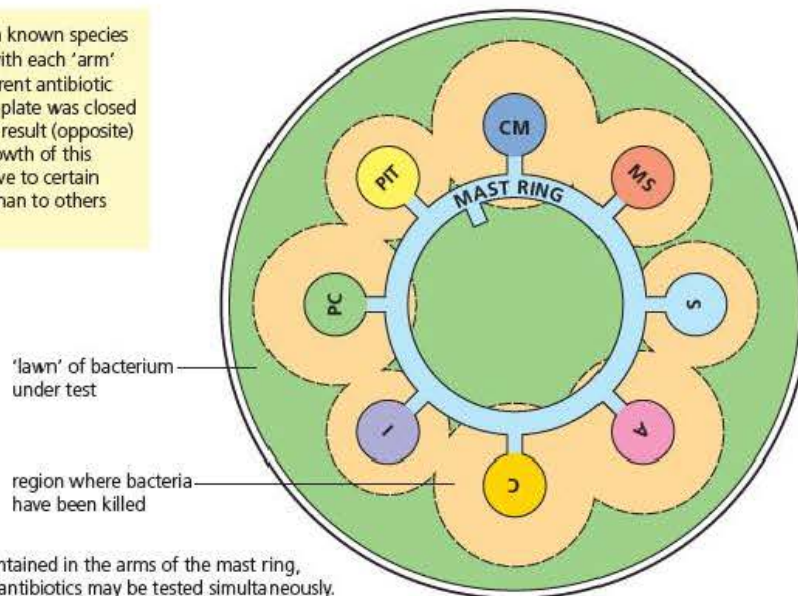 known species
with each 'arm'
rent antibiotic
plate was closed
result (opposite)
owth of this
ve to certain
han to others
CM
MS
S
A
C
I
PC
PIT
MAST RING
'lawn' of bacterium
under test
region where bacteria
have been killed
ntained in the arms of the mast ring,
antibiotics may be tested simultaneously.